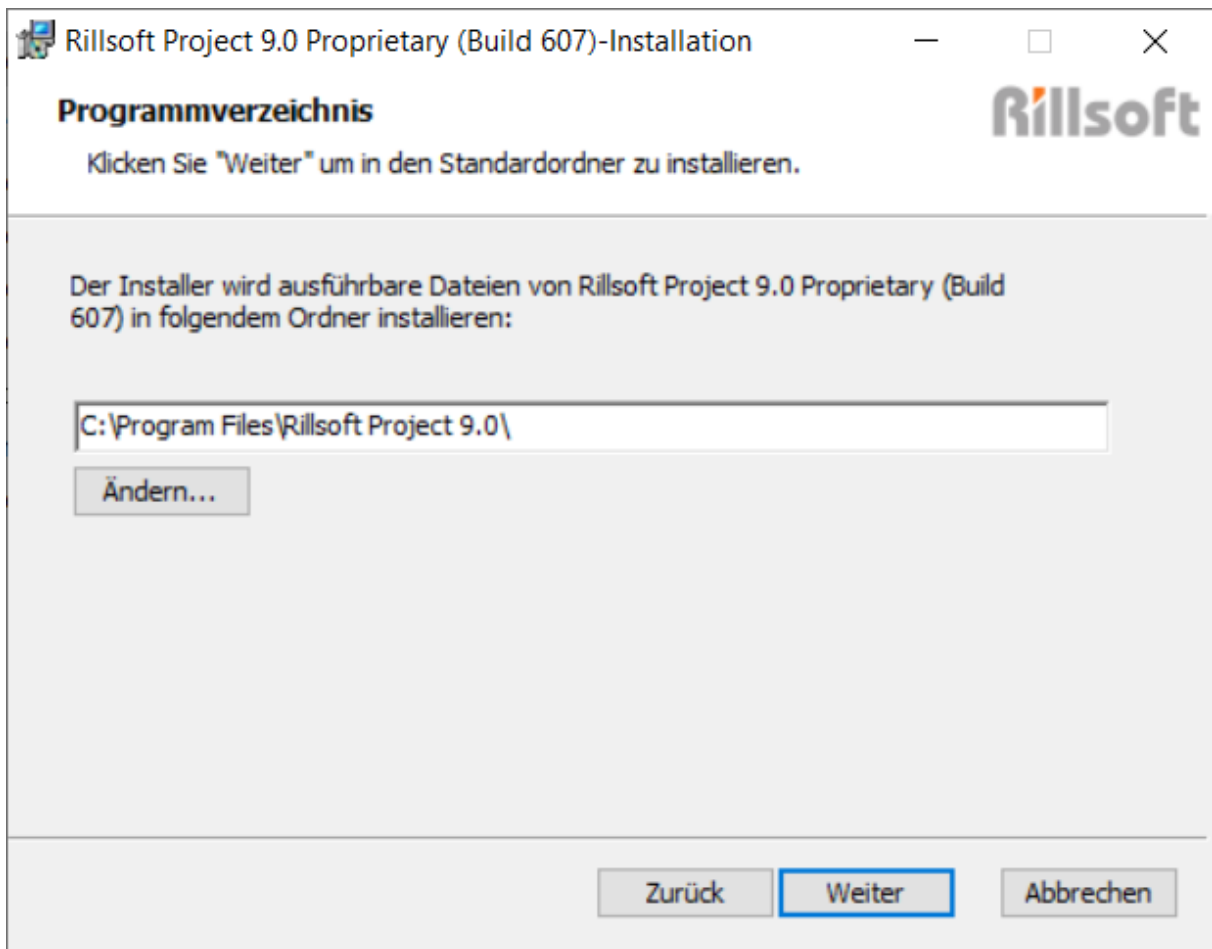 Rillsoft Project 9.0 Proprietary (Build 607)-Installation
Programmverzeichnis
Rillsoft
Klicken Sie "Weiter" um in den Standardordner zu installieren.
Der Installer wird ausführbare Dateien von Rillsoft Project 9.0 Proprietary (Build
607) in folgendem Ordner installieren:
C:\Program Files\Rillsoft Project 9.0\
Ändern...
Zurück
Weiter
Abbrechen